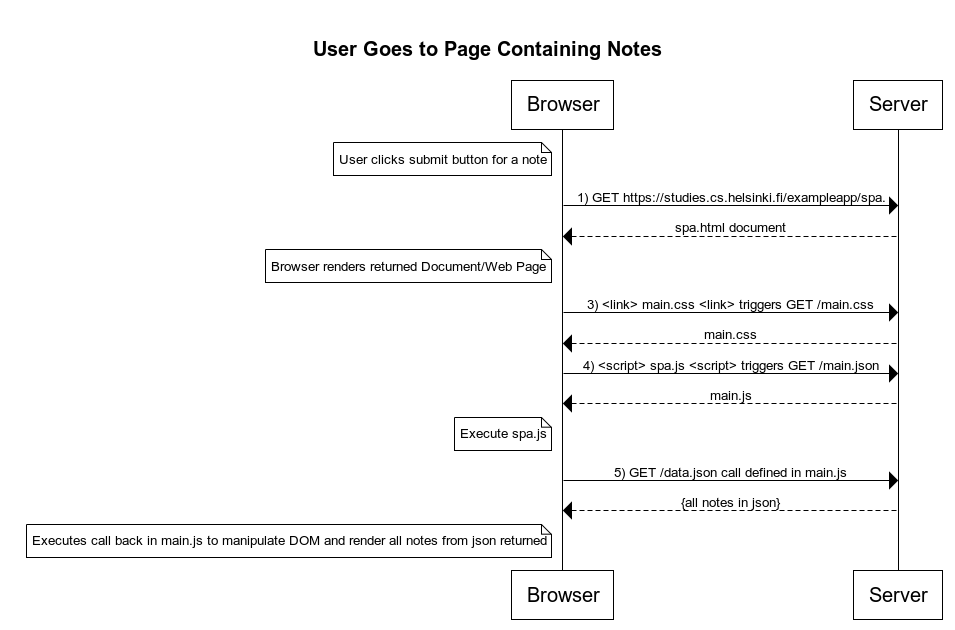 User Goes to Page Containing Notes
Browser
Server
User clicks submit button for a note
1) GET https://studies.cs.helsinki.fi/exampleapp/spa.
spa.html document
Browser renders returned Document/Web Page
3) <link> main.css <link> triggers GET /main.css
main.css
4) <script> spa.js <script> triggers GET /main.json
main.js
Execute spa.js
5) GET /data.json call defined in main.js
{all notes in json}
Executes call back in main.js to manipulate DOM and render all notes from json returned
Browser
Server